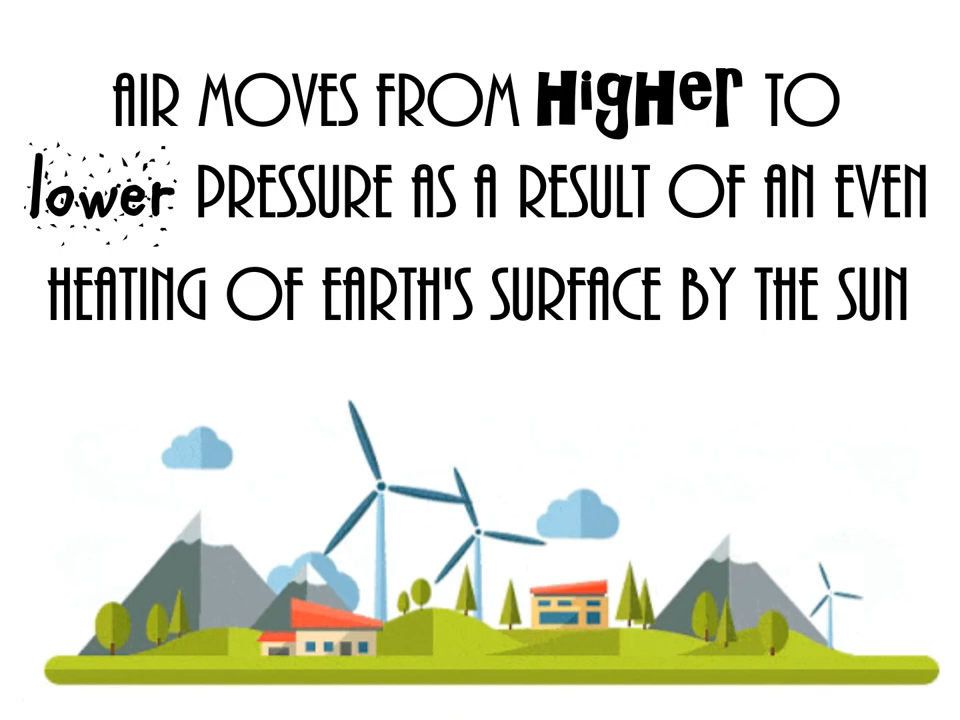 AIR MOVES FROM HigHer TO
lower PRESSURE AS A RESULT OF AN EVEN
HEATING OF EARTH'S SURFACE BY THE SUN